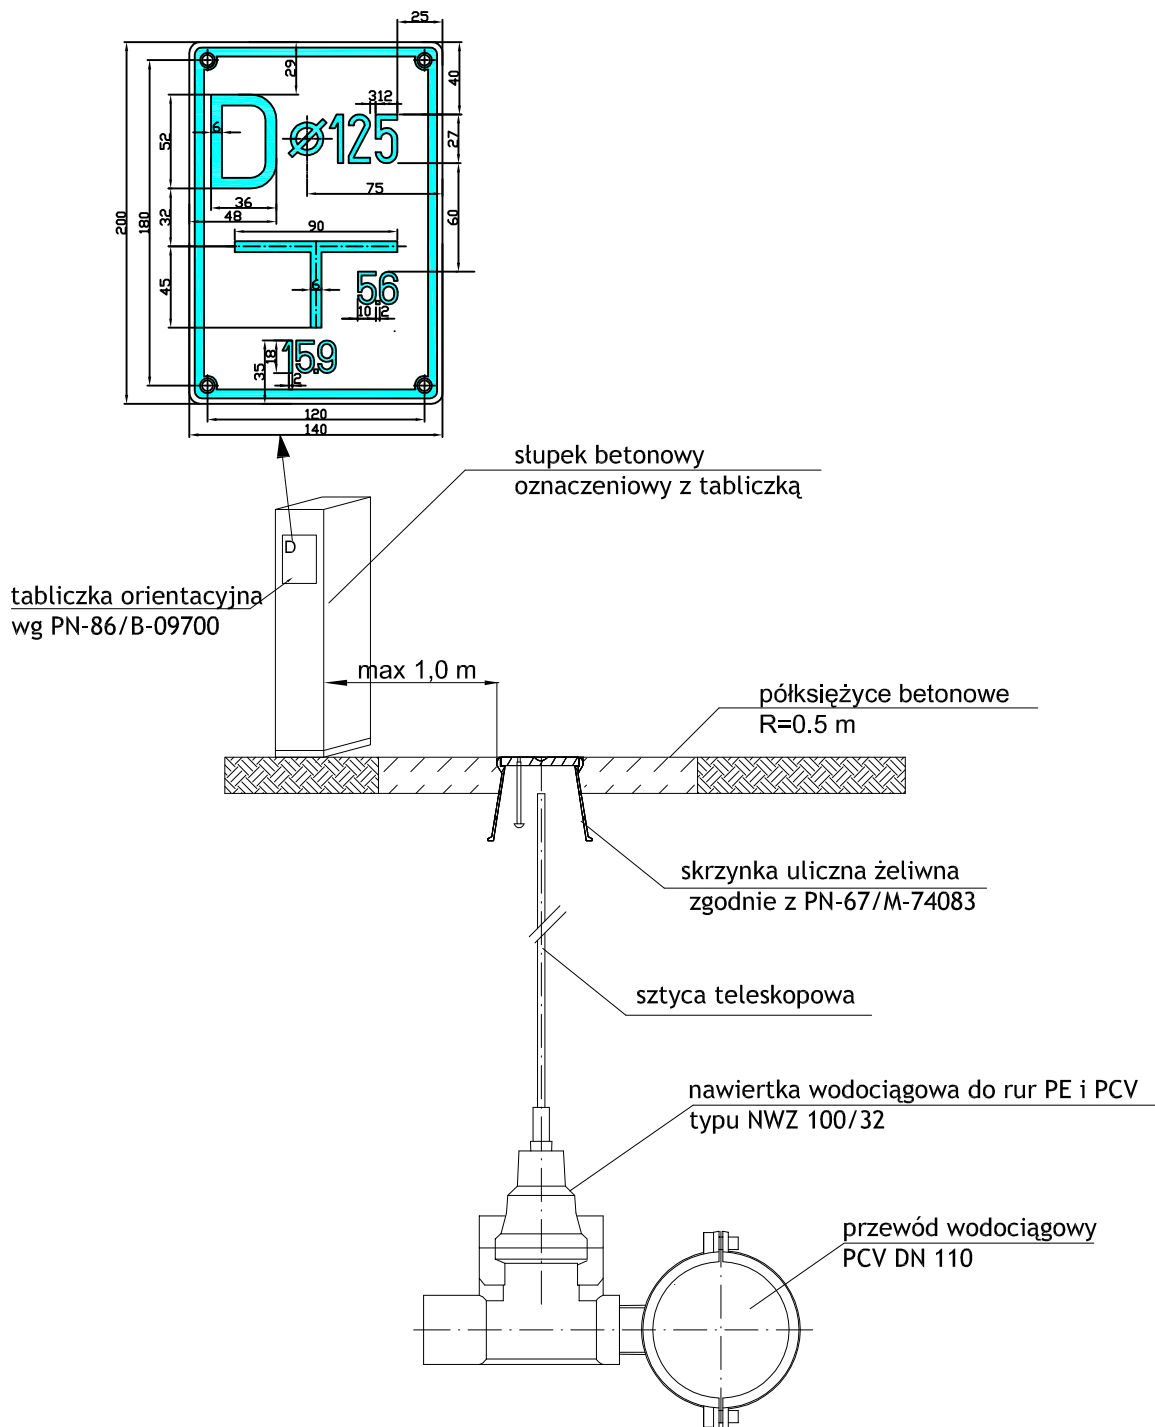 25
29
40
312
6
D
Ø125
52
27
75
36
48
200
180
32
90
60
45
6
5.6
10
2
15.9
18
35
2
120
140
słupek betonowy
oznaczeniowy z tabliczką
D
tabliczka orientacyjna
wg PN-86/B-09700
max 1,0 m
półksiężyce betonowe
R=0.5 m
skrzynka uliczna żeliwna
zgodnie z PN-67/M-74083
sztyca teleskopowa
nawiertka wodociągowa do rur PE i PCV
typu NWZ 100/32
przewód wodociągowy
PCV DN 110